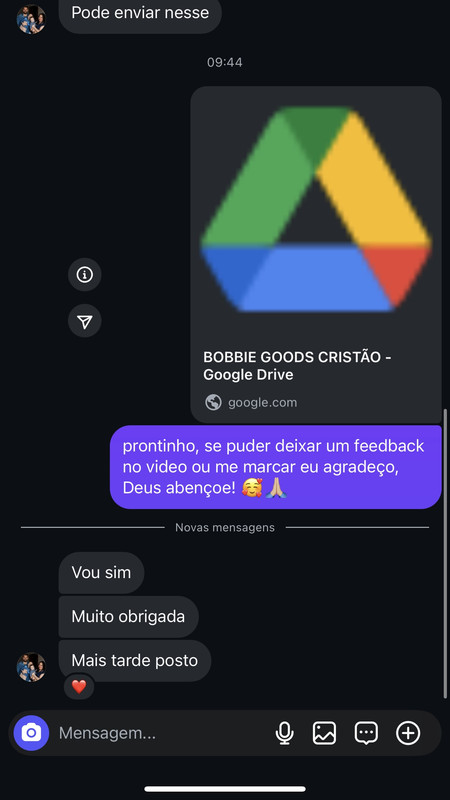 Pode enviar nesse
09:44
BOBBIE GOODS CRISTÃO -
Google Drive
google.com
prontinho, se puder deixar um feedback
no video ou me marcar eu agradeço,
Deus abençoe! 🥰🙏🏼
Novas mensagens
Vou sim
Muito obrigada
Mais tarde posto
❤️
Mensagem...